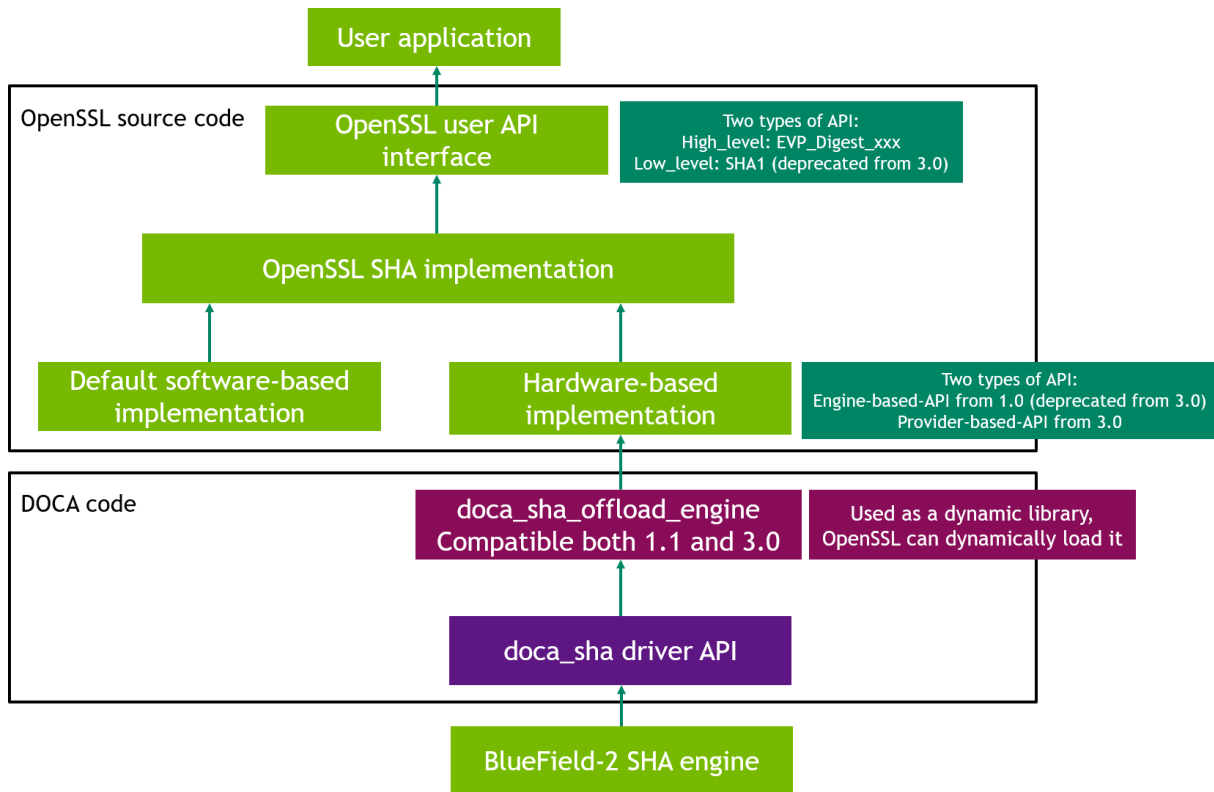 User application
OpenSSL source code
OpenSSL user API
interface
Two types of API:
High_level: EVP_Digest_xxx
Low_level: SHA1 (deprecated from 3.0)
OpenSSL SHA implementation
Default software-based
implementation
Hardware-based
implementation
Two types of API:
Engine-based-API from 1.0 (deprecated from 3.0)
Provider-based-API from 3.0
DOCA code
doca_sha_offload_engine
Compatible both 1.1 and 3.0
Used as a dynamic library,
OpenSSL can dynamically load it
doca_sha driver API
BlueField-2 SHA engine